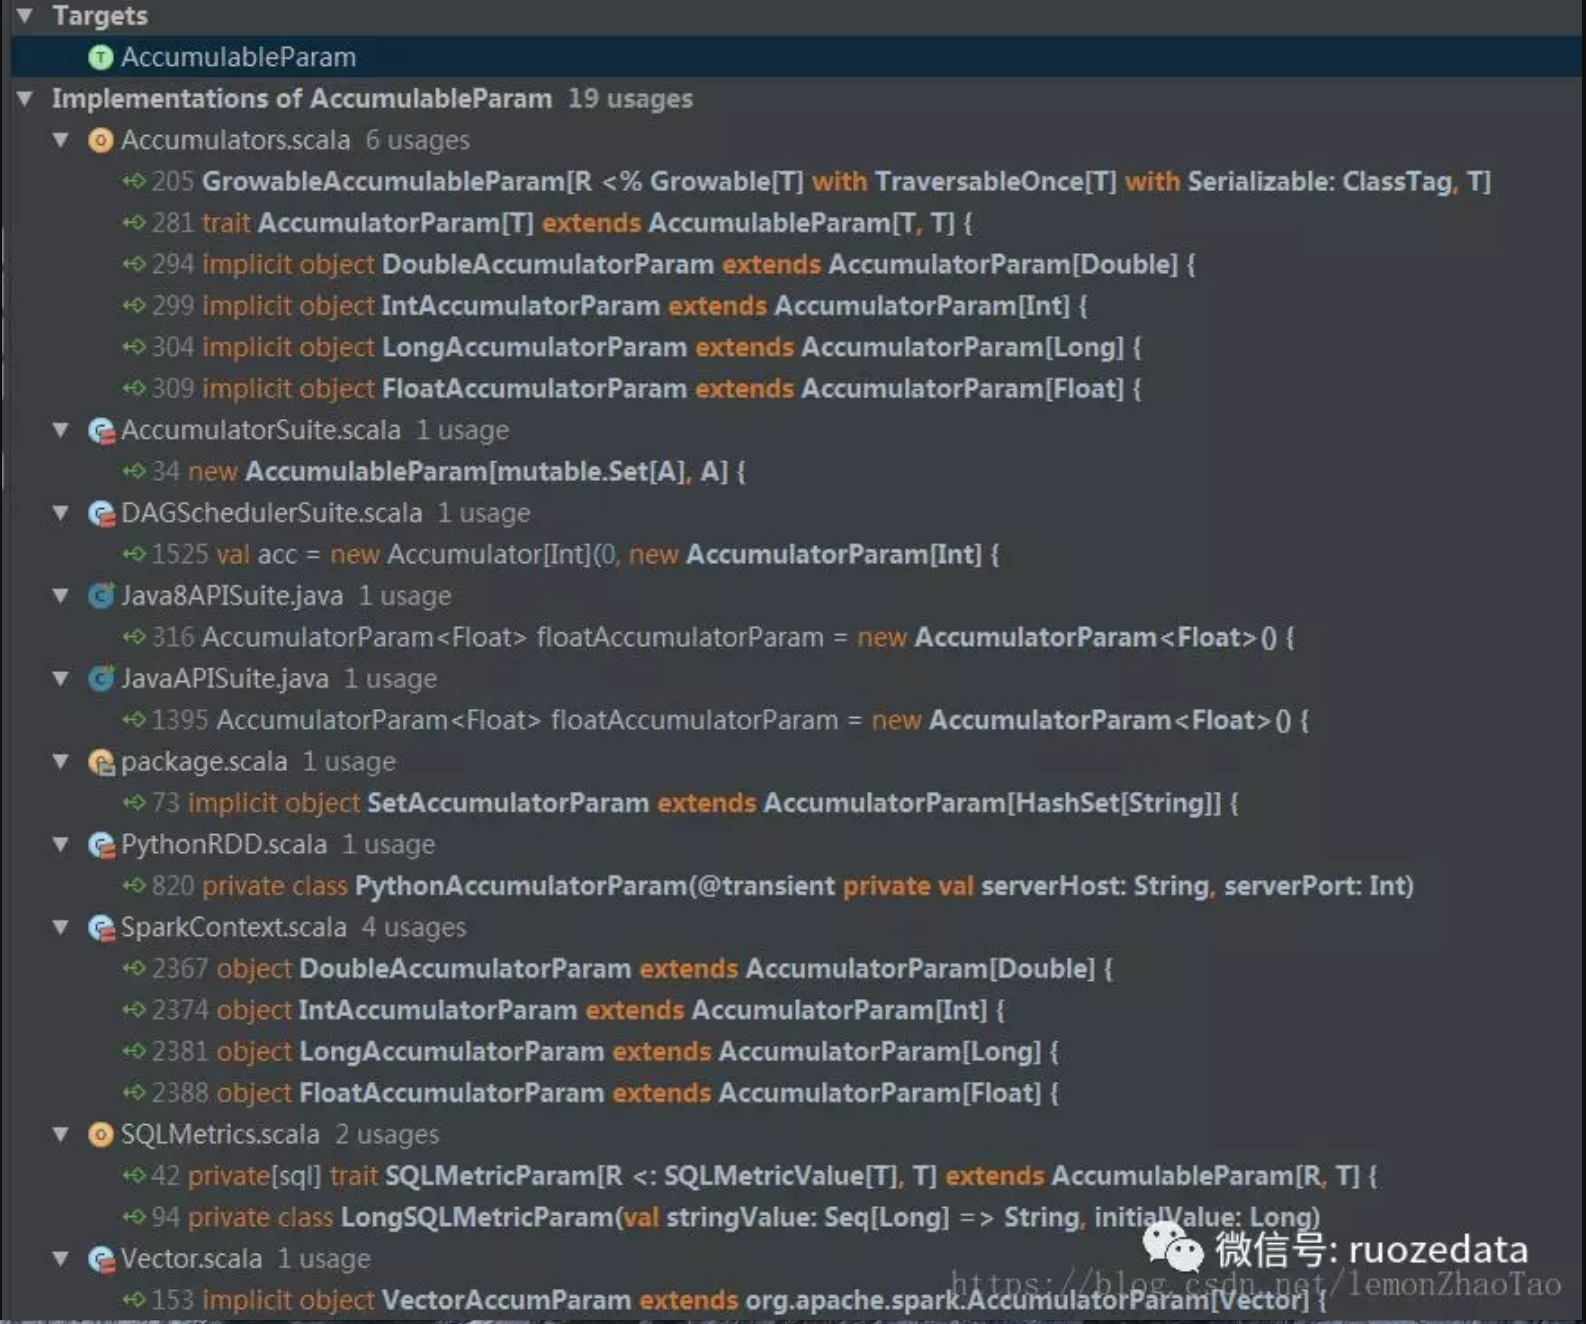 Targets
AccumulableParam
Implementations of AccumulableParam 19 usages
Accumulators.scala 6 usages
205 GrowableAccumulableParam[R <% Growable[T] with TraversableOnce[T] with Serializable: ClassTag, T]
281 trait AccumulatorParam[T] extends AccumulableParam[T, T] {
294 implicit object DoubleAccumulatorParam extends AccumulatorParam[Double] {
299 implicit object IntAccumulatorParam extends AccumulatorParam[Int] {
304 implicit object LongAccumulatorParam extends AccumulatorParam[Long] {
309 implicit object FloatAccumulatorParam extends AccumulatorParam[Float] {
AccumulatorSuite.scala 1 usage
34 new AccumulableParam[mutable.Set[A], A] {
DAGSchedulerSuite.scala 1 usage
1525 val acc = new Accumulator[Int](0, new AccumulatorParam[Int] {
Java8APISuite.java 1 usage
316 AccumulatorParam<Float> floatAccumulatorParam = new AccumulatorParam<Float>() {
JavaAPISuite.java 1 usage
1395 AccumulatorParam<Float> floatAccumulatorParam = new AccumulatorParam<Float>() {
package.scala 1 usage
73 implicit object SetAccumulatorParam extends AccumulatorParam[HashSet[String]] {
PythonRDD.scala 1 usage
820 private class PythonAccumulatorParam(@transient private val serverHost: String, serverPort: Int)
SparkContext.scala 4 usages
2367 object DoubleAccumulatorParam extends AccumulatorParam[Double] {
2374 object IntAccumulatorParam extends AccumulatorParam[Int] {
2381 object LongAccumulatorParam extends AccumulatorParam[Long] {
2388 object FloatAccumulatorParam extends AccumulatorParam[Float] {
SQLMetrics.scala 2 usages
42 private[sql] trait SQLMetricParam[R <: SQLMetricValue[T], T] extends AccumulableParam[R, T] {
94 private class LongSQLMetricParam(val stringValue: Seq[Long] => String, initialValue: Long)
微信号: ruozedata
Vector.scala 1 usage
https://blog.csdn.net/lemonZhaoTao
153 implicit object VectorAccumParam extends org.apache.spark.AccumulatorParam[Vector] {